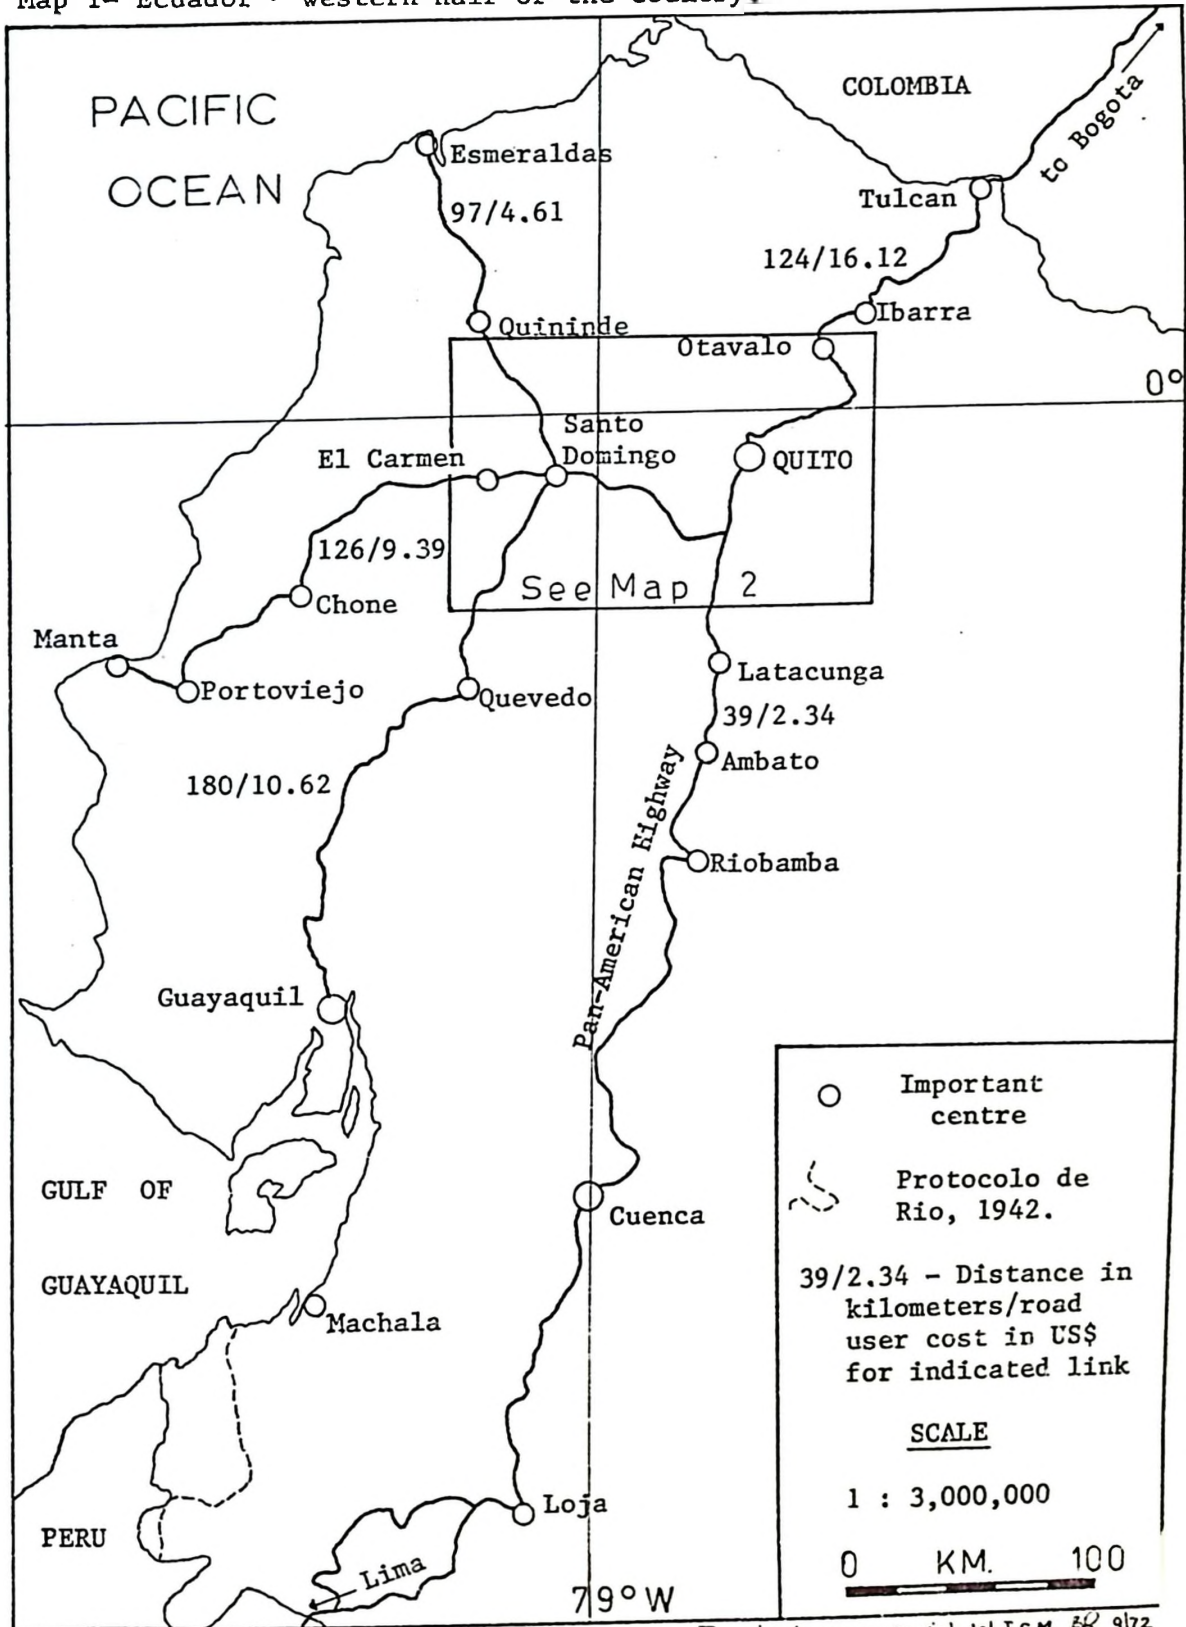 Map 1- Ecuador - western half of the country.
PACIFIC
OCEAN
COLOMBIA
to Bogota
Esmeraldas
97/4.61
Tulcan
124/16.12
Quininde
Ibarra
Otavalo
0°
Santo
Domingo
El Carmen
QUITO
126/9.39
See Map 2
Chone
Manta
Portoviejo
Quevedo
Latacunga
39/2.34
Ambato
180/10.62
Pan-American Highway
Riobamba
Guayaquil
GULF OF
GUAYAQUIL
Cuenca
Machala
Loja
PERU
Lima
79°W
Important
centre
Protocolo de
Rio, 1942.
39/2.34 - Distance in
kilometers/road
user cost in US$
for indicated link
SCALE
1 : 3,000,000
0 KM. 100
9/72